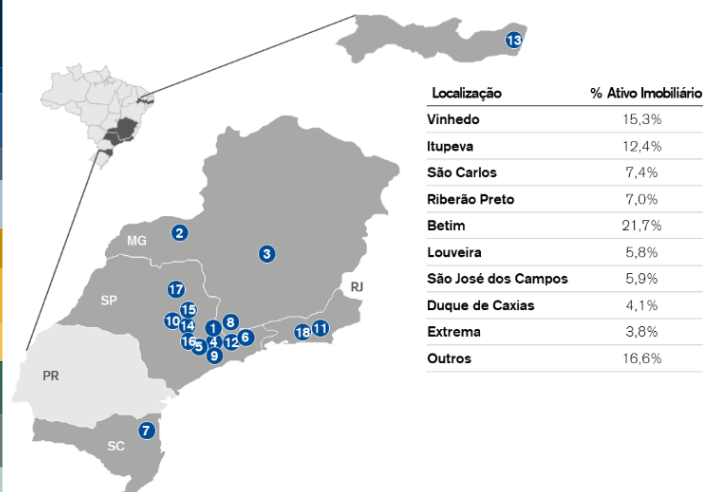 13
Localização % Ativo Imobiliário
Vinhedo 15,3%
Itupeva 12,4%
São Carlos 7,4%
Riberão Preto 7,0%
Betim 21,7%
Louveira 5,8%
São José dos Campos 5,9%
Duque de Caxias 4,1%
Extrema 3,8%
Outros 16,6%
MG
2
3
SP
17
RJ
15
10
14
1
8
18
11
16
5
4
12
6
9
PR
SC
7